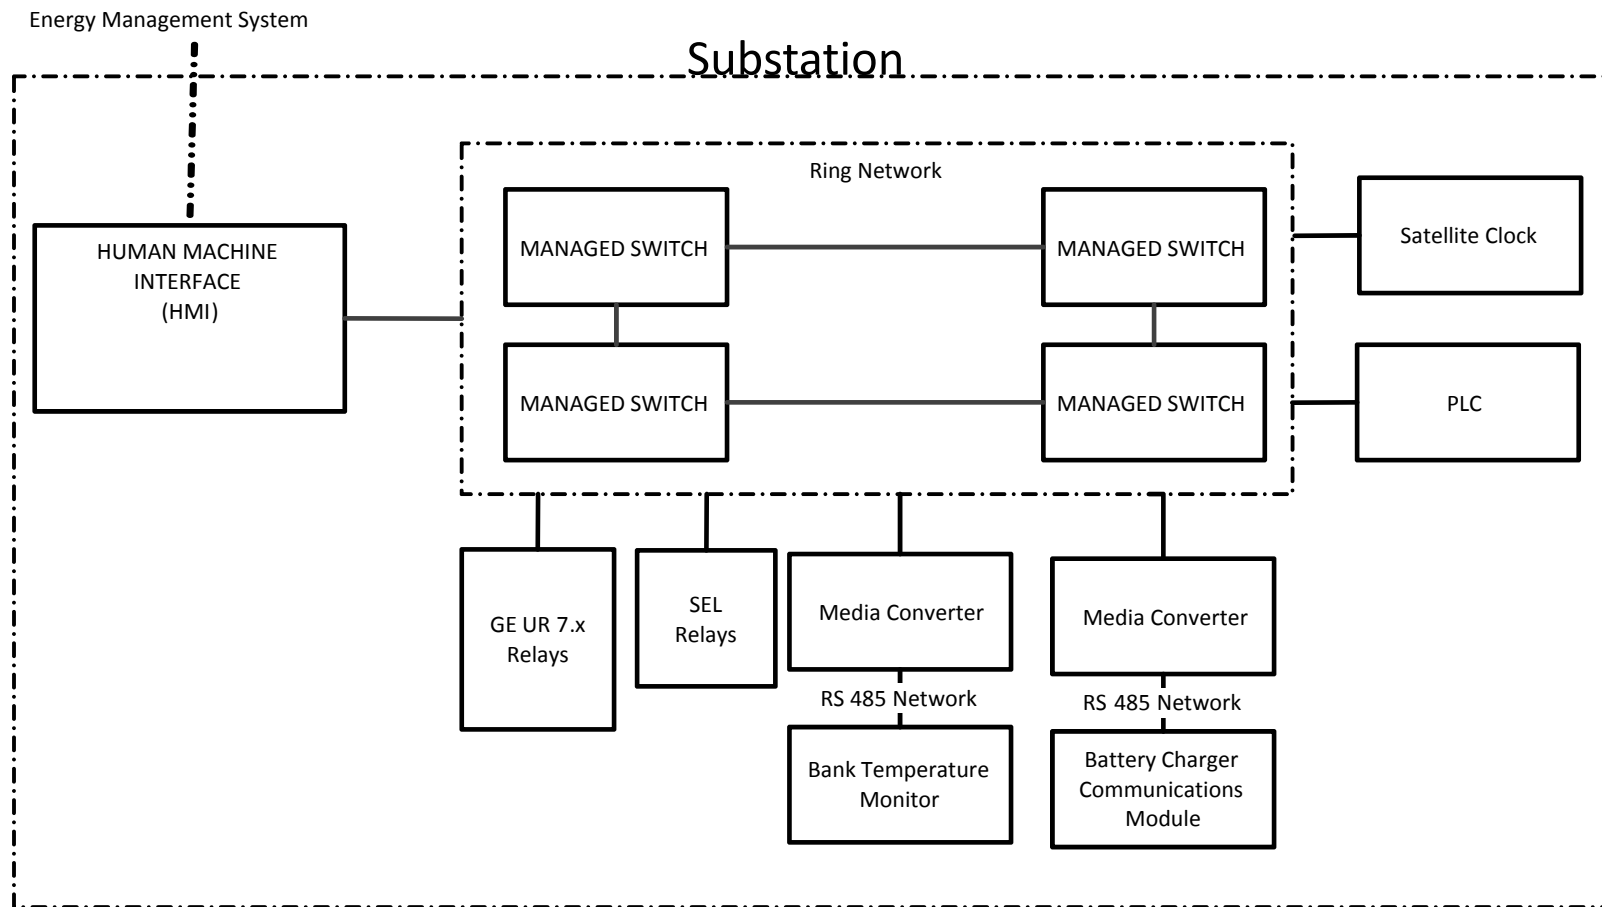 Energy Management System
Substation
Ring Network
HUMAN MACHINE
INTERFACE
(HMI)
MANAGED SWITCH
MANAGED SWITCH
Satellite Clock
MANAGED SWITCH
MANAGED SWITCH
PLC
GE UR 7.x
Relays
SEL
Relays
Media Converter
Media Converter
RS 485 Network
RS 485 Network
Bank Temperature
Monitor
Battery Charger
Communications
Module